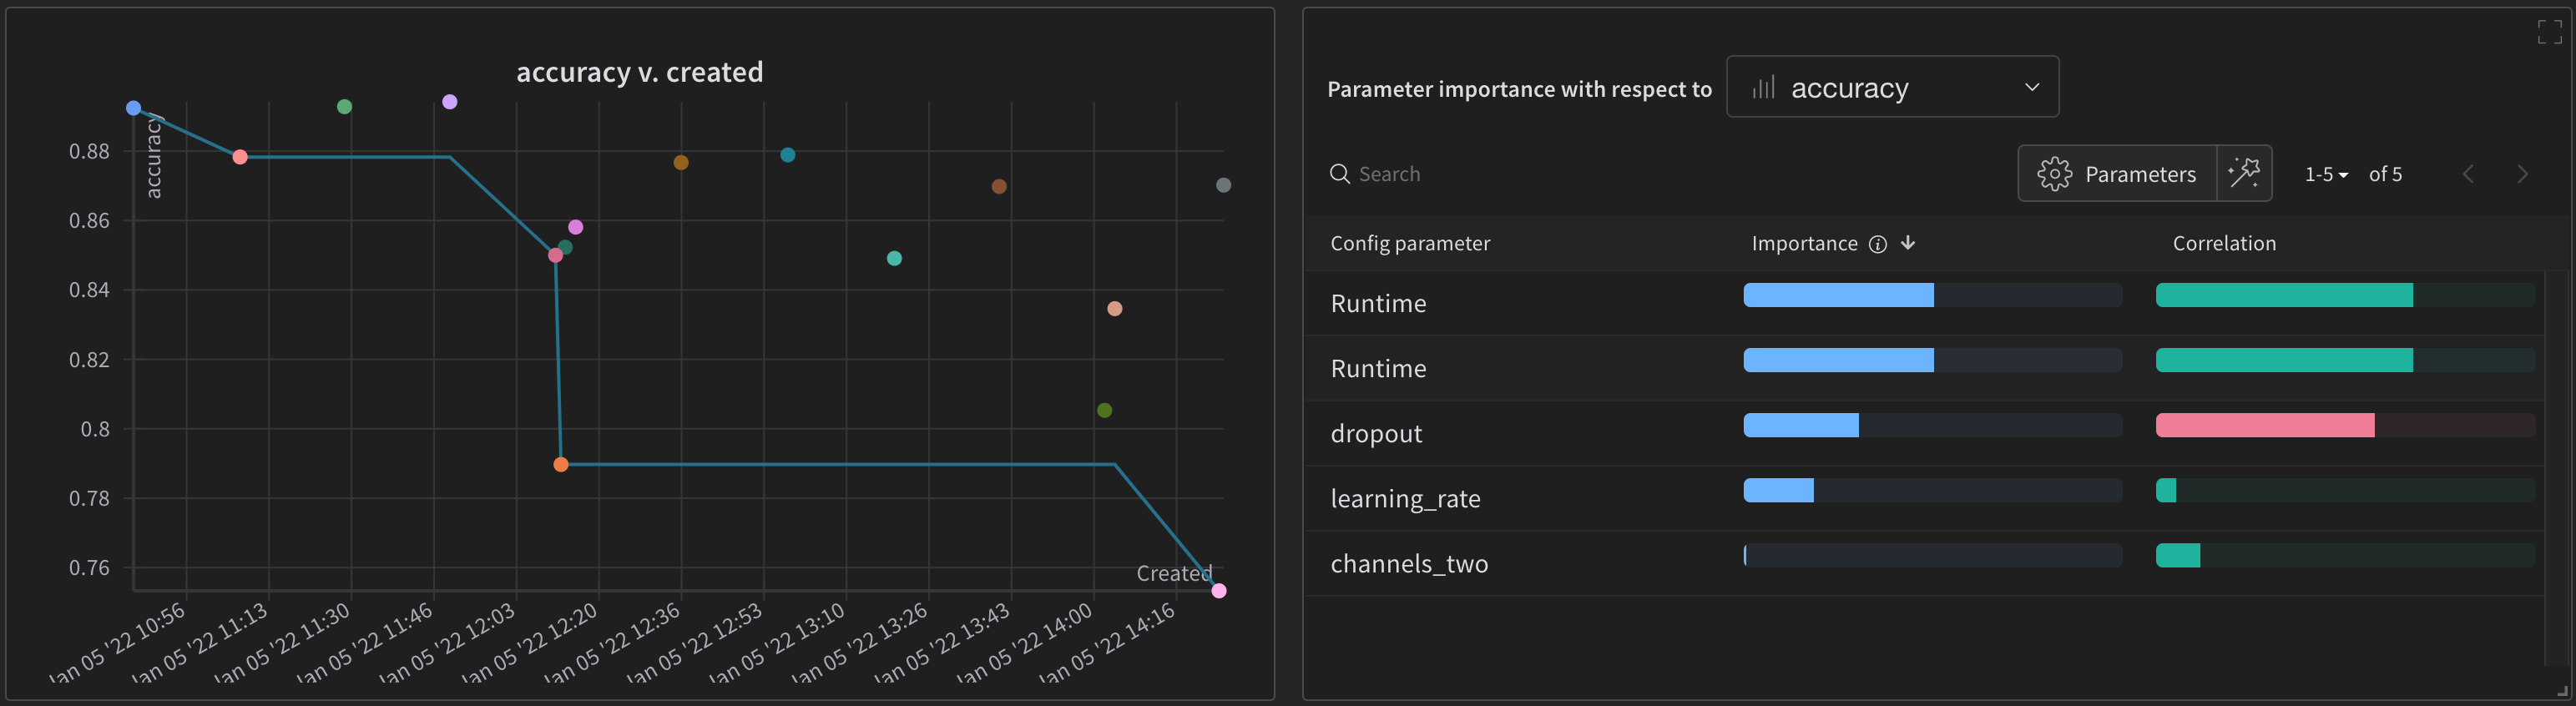 accuracy v. created
accuracy
0.88
0.86
0.84
0.82
0.8
0.78
0.76
Created
Jan 05 '22 10:56
Jan 05 '22 11:13
Jan 05 '22 11:30
Jan 05 '22 11:46
Jan 05 '22 12:03
Jan 05 '22 12:20
Jan 05 '22 12:36
Jan 05 '22 12:53
Jan 05 '22 13:10
Jan 05 '22 13:26
Jan 05 '22 13:43
Jan 05 '22 14:00
Jan 05 '22 14:16
Parameter importance with respect to accuracy
Search Parameters 1-5 of 5
Config parameter Importance Correlation
Runtime
Runtime
dropout
learning_rate
channels_two